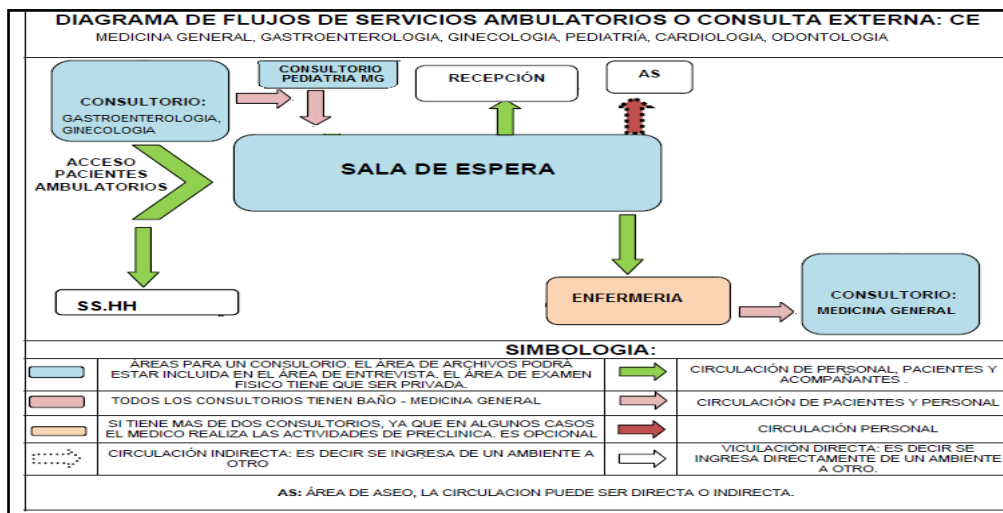 DIAGRAMA DE FLUJOS DE SERVICIOS AMBULATORIOS O CONSULTA EXTERNA: CE
MEDICINA GENERAL, GASTROENTEROLOGIA, GINECOLOGIA, PEDIATRÍA, CARDIOLOGIA, ODONTOLOGIA
CONSULTORIO:
GASTROENTEROLOGIA,
GINECOLOGIA
CONSULTORIO
PEDIATRIA MG
RECEPCIÓN
AS
ACCESO
PACIENTES
AMBULATORIOS
SALA DE ESPERA
SS.HH
ENFERMERIA
CONSULTORIO:
MEDICINA GENERAL
SIMBOLOGIA:
ÁREAS PARA UN CONSULORIO. EL ÁREA DE ARCHIVOS PODRÁ
ESTAR INCLUIDA EN EL ÁREA DE ENTREVISTA. EL ÁREA DE EXAMEN
FISICO TIENE QUE SER PRIVADA.
CIRCULACIÓN DE PERSONAL, PACIENTES Y
ACOMPAÑANTES .
TODOS LOS CONSULTORIOS TIENEN BAÑO - MEDICINA GENERAL
CIRCULACIÓN DE PACIENTES Y PERSONAL
SI TIENE MAS DE DOS CONSULTORIOS, YA QUE EN ALGUNOS CASOS
EL MEDICO REALIZA LAS ACTIVIDADES DE PRECLINICA. ES OPCIONAL
CIRCULACIÓN PERSONAL
CIRCULACIÓN INDIRECTA: ES DECIR SE INGRESA DE UN AMBIENTE A
OTRO
VICULACIÓN DIRECTA: ES DECIR SE
INGRESA DIRECTAMENTE DE UN AMBIENTE
A OTRO.
AS: ÁREA DE ASEO, LA CIRCULACION PUEDE SER DIRECTA O INDIRECTA.